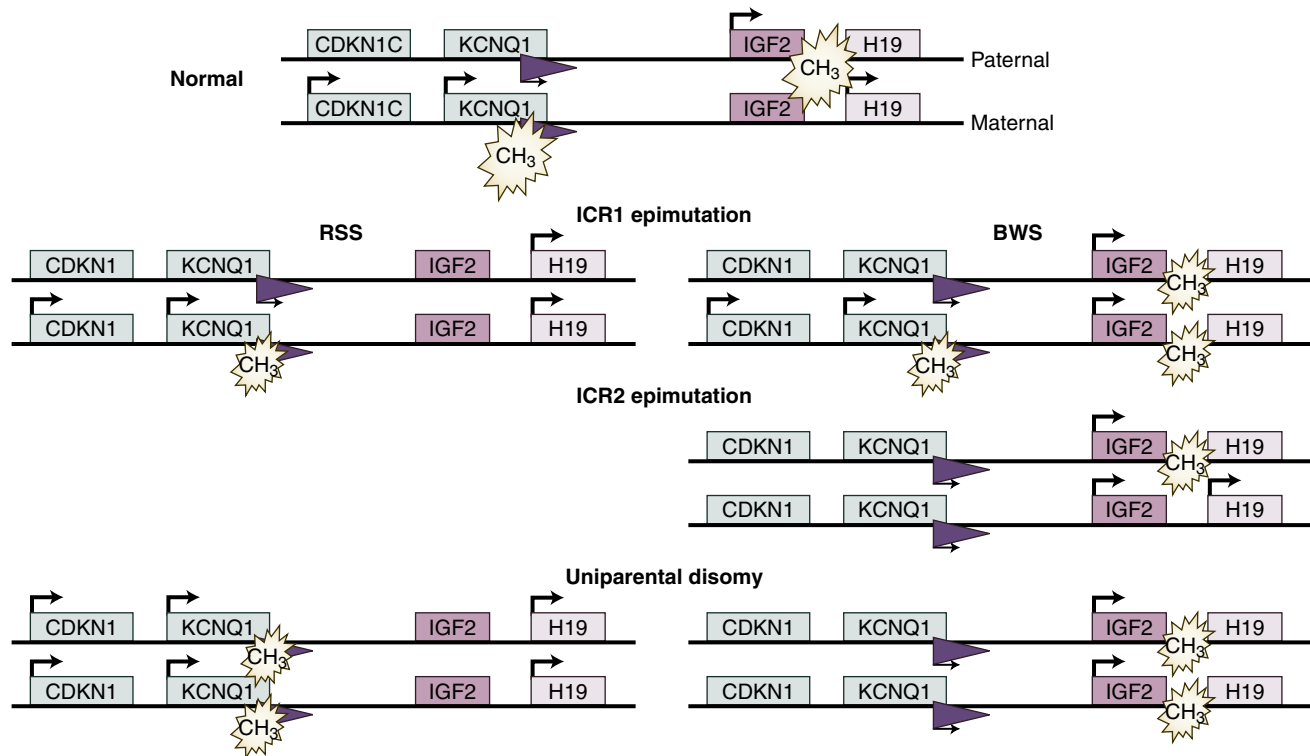 CDKN1C KCNQ1 IGF2 H19
CH3
Paternal
Normal
CDKN1C KCNQ1 IGF2 H19
Maternal
CH3
ICR1 epimutation
RSS BWS
CDKN1 KCNQ1 IGF2 H19 CDKN1 KCNQ1 IGF2 CH3 H19
CDKN1 KCNQ1 IGF2 H19 CDKN1 KCNQ1 IGF2 H19
CH3 CH3 CH3
ICR2 epimutation
CDKN1 KCNQ1 IGF2 CH3 H19
CDKN1 KCNQ1 IGF2 H19
Uniparental disomy
CDKN1 KCNQ1 IGF2 H19 CDKN1 KCNQ1 IGF2 CH3 H19
CH3
CDKN1 KCNQ1 IGF2 H19 CDKN1 KCNQ1 IGF2 CH3 H19
CH3